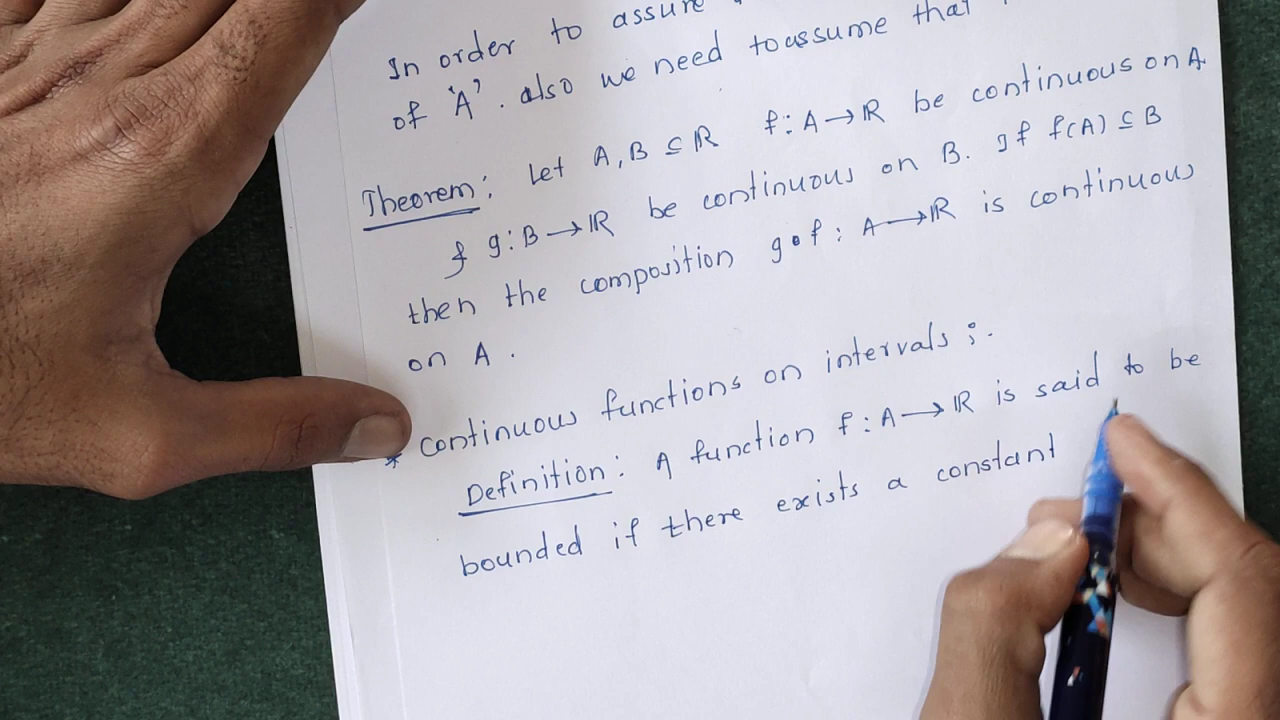 In order to assure
of 'A'. also we need to assume that
Theorem: Let A, B ⊆ ℝ f: A → ℝ be continuous on A
& g: B → ℝ be continuous on B. If f(A) ⊆ B
then the composition g∘f: A → ℝ is continuous
on A.
* continuous functions on intervals ;.
Definition: A function f: A → ℝ is said to be
bounded if there exists a constant